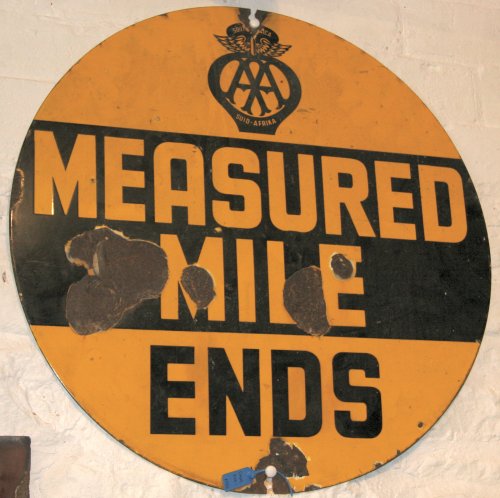 SOUTH AFRICA
AA
SUID-AFRIKA
MEASURED
MILE
ENDS